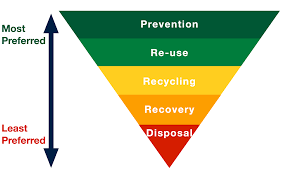 Most
Preferred
Prevention
Re-use
Recycling
Recovery
Disposal
Least
Preferred